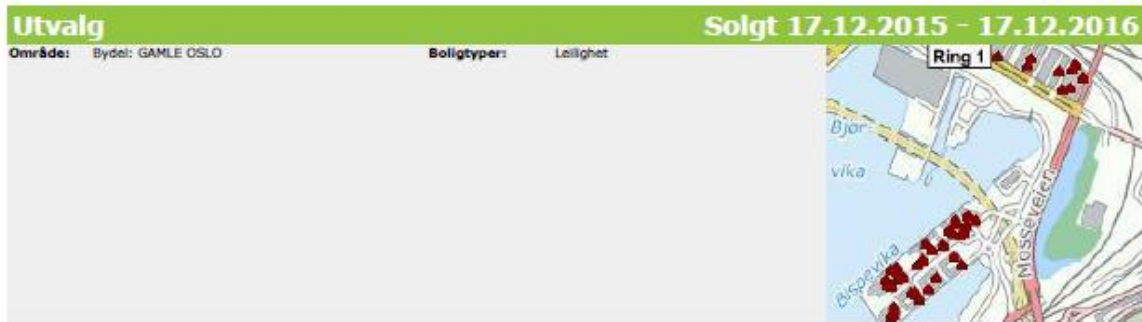 Utvalg Solgt 17.12.2015 - 17.12.2016
Område: Bydel: GAMLE OSLO Boligtyper: Leilighet
Ring 1
Bjør-
vika
Mosseveien
Bispevika